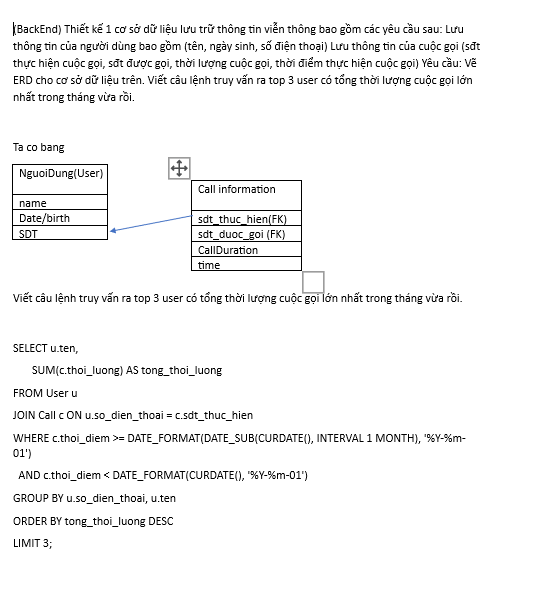 (BackEnd) Thiết kế 1 cơ sở dữ liệu lưu trữ thông tin viễn thông bao gồm các yêu cầu sau: Lưu
thông tin của người dùng bao gồm (tên, ngày sinh, số điện thoại) Lưu thông tin của cuộc gọi (sđt
thực hiện cuộc gọi, sđt được gọi, thời lượng cuộc gọi, thời điểm thực hiện cuộc gọi) Yêu cầu: Vẽ
ERD cho cơ sở dữ liệu trên. Viết câu lệnh truy vấn ra top 3 user có tổng thời lượng cuộc gọi lớn
nhất trong tháng vừa rồi.
Ta co bang
NguoiDung(User)
name
Date/birth
SDT
Call information
sdt_thuc_hien(FK)
sdt_duoc_goi (FK)
CallDuration
time
Viết câu lệnh truy vấn ra top 3 user có tổng thời lượng cuộc gọi lớn nhất trong tháng vừa rồi.
SELECT u.ten,
SUM(c.thoi_luong) AS tong_thoi_luong
FROM User u
JOIN Call c ON u.so_dien_thoai = c.sdt_thuc_hien
WHERE c.thoi_diem >= DATE_FORMAT(DATE_SUB(CURDATE(), INTERVAL 1 MONTH), '%Y-%m-
01')
AND c.thoi_diem < DATE_FORMAT(CURDATE(), '%Y-%m-01')
GROUP BY u.so_dien_thoai, u.ten
ORDER BY tong_thoi_luong DESC
LIMIT 3;